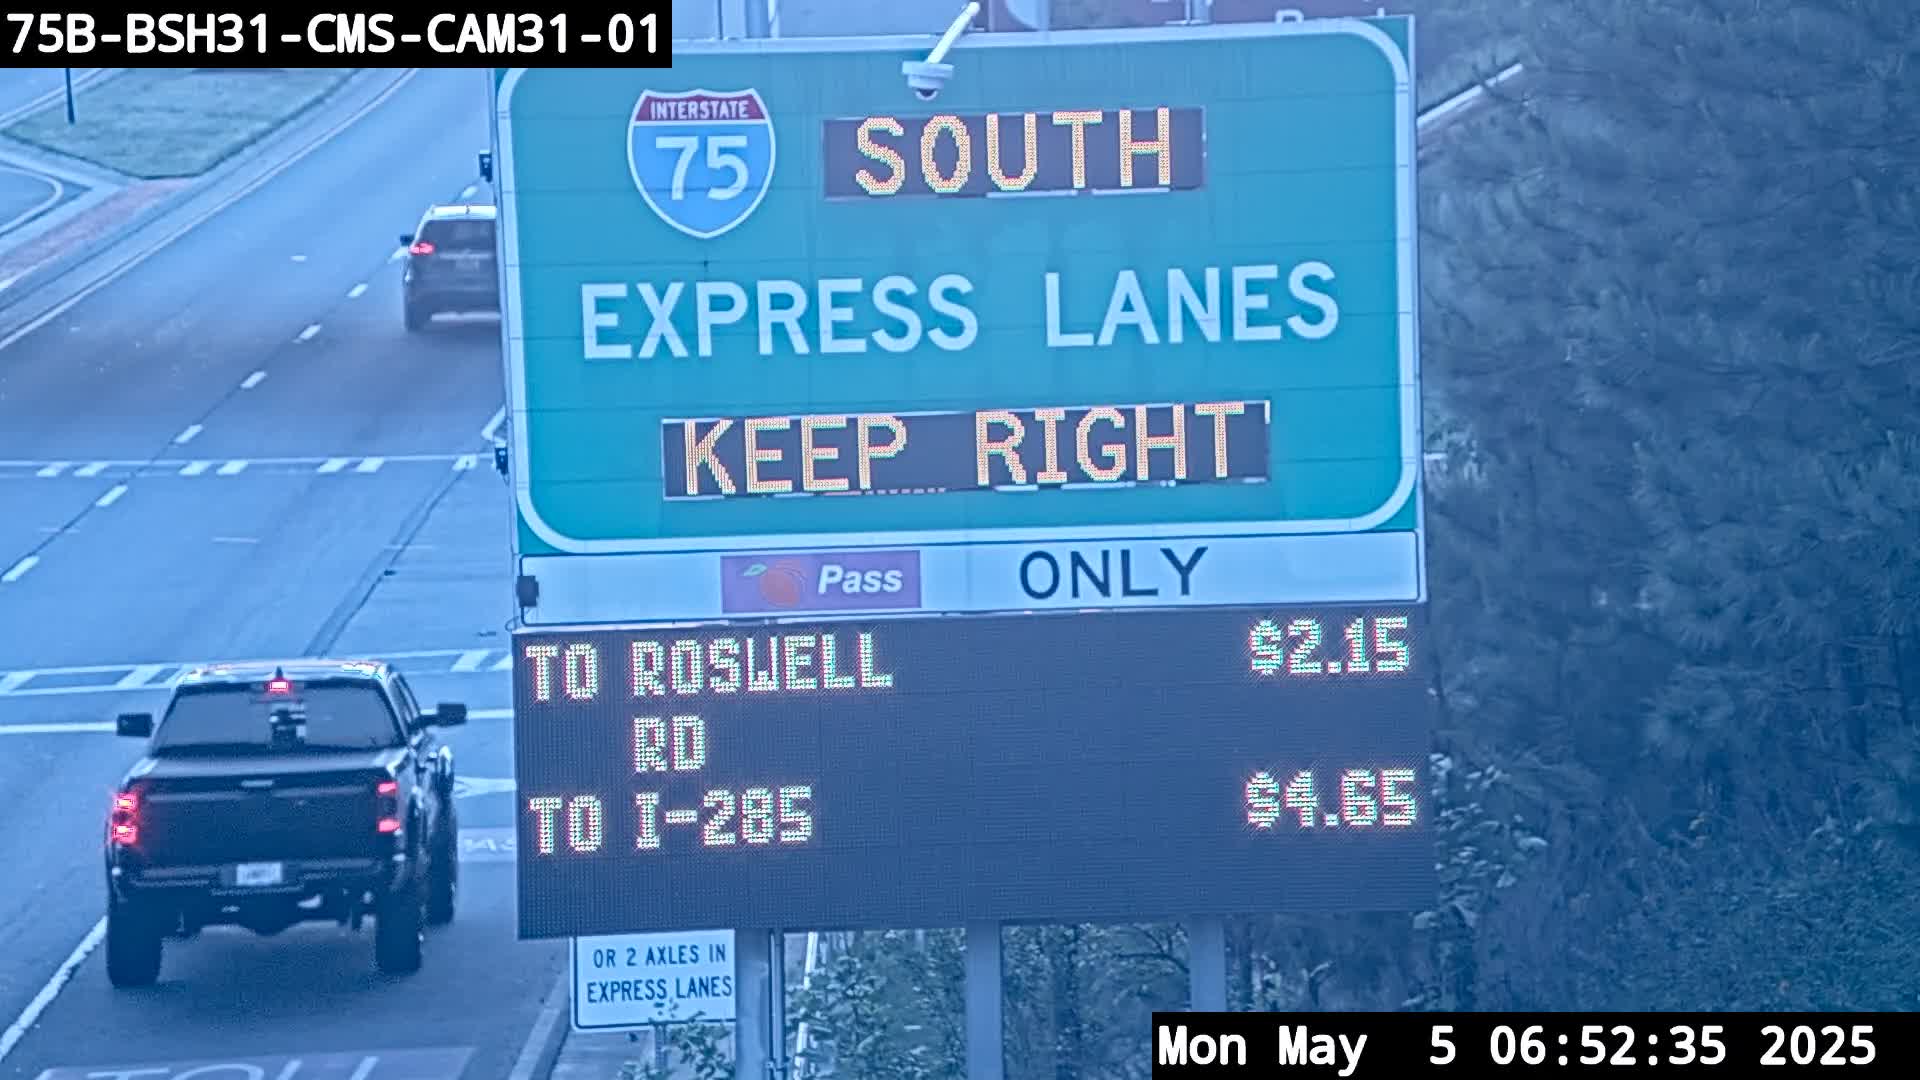 75B-BSH31-CMS-CAM31-01
INTERSTATE
75
SOUTH
EXPRESS LANES
KEEP RIGHT
Pass ONLY
TO ROSWELL $2.15
RD
TO I-285 $4.65
OR 2 AXLES IN
EXPRESS LANES
Mon May 5 06:52:35 2025